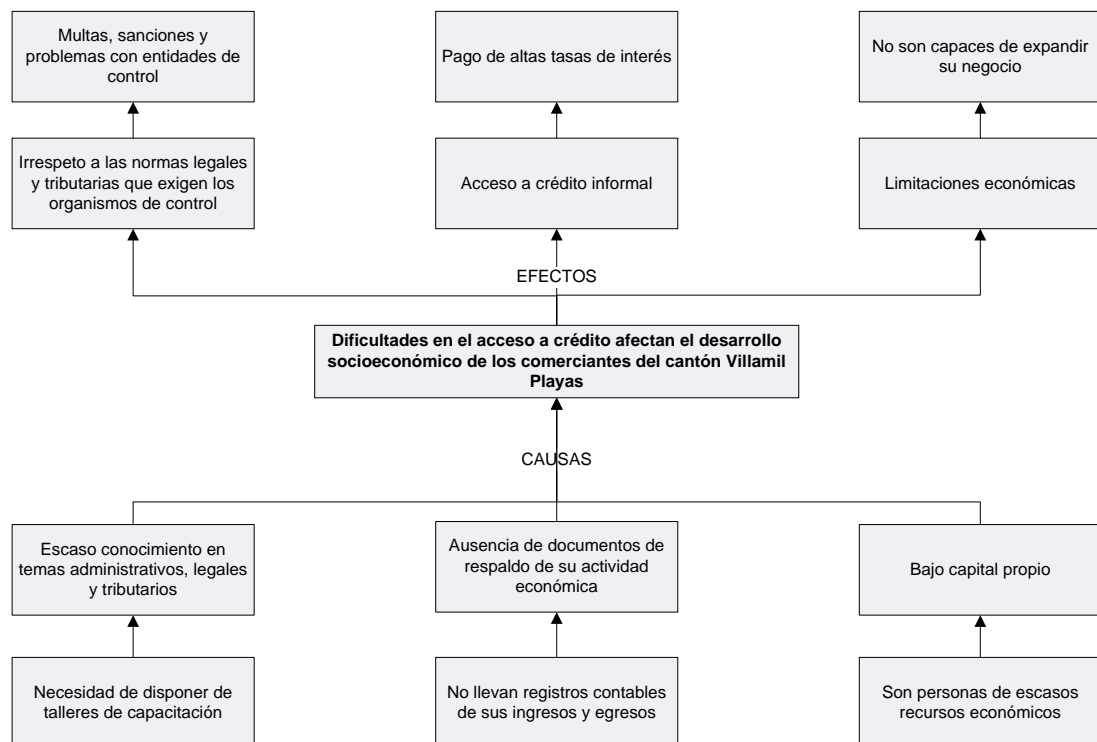 Multas, sanciones y
problemas con entidades de
control
Pago de altas tasas de interés
No son capaces de expandir
su negocio
Irrespeto a las normas legales
y tributarias que exigen los
organismos de control
Acceso a crédito informal
Limitaciones económicas
EFECTOS
Dificultades en el acceso a crédito afectan el desarrollo
socioeconómico de los comerciantes del cantón Villamil
Playas
CAUSAS
Escaso conocimiento en
temas administrativos, legales
y tributarios
Ausencia de documentos de
respaldo de su actividad
económica
Bajo capital propio
Necesidad de disponer de
talleres de capacitación
No llevan registros contables
de sus ingresos y egresos
Son personas de escasos
recursos económicos